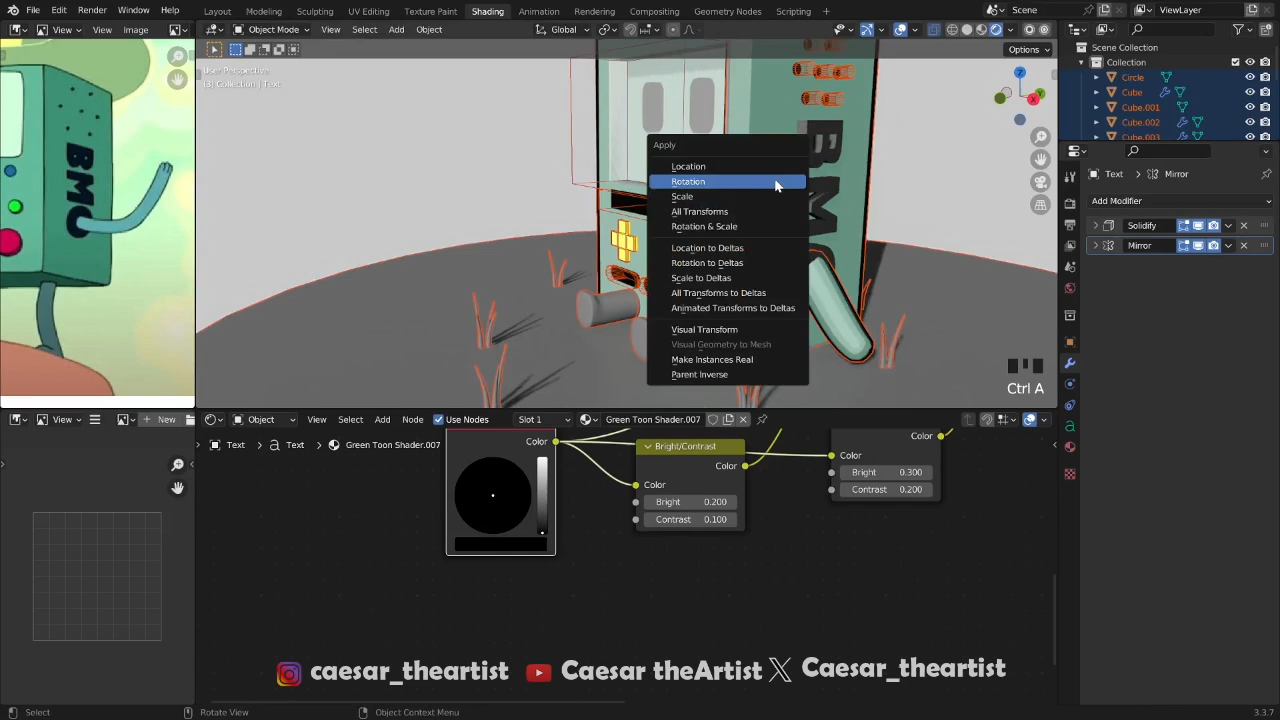 File Edit Render Window Help Layout Modeling Sculpting UV Editing Texture Paint Shading Animation Rendering Compositing Geometry Nodes Scripting Scene ViewLayer
View View Image Object Mode View Select Add Object Global Options
User Perspective
(3) Collection | Text
Scene Collection
Collection
Circle
Cube
Cube.001
Cube.002
Cube.003
BMO
BM
Apply
Location
Rotation
Scale
All Transforms
Rotation & Scale
Location to Deltas
Rotation to Deltas
Scale to Deltas
All Transforms to Deltas
Animated Transforms to Deltas
Visual Transform
Visual Geometry to Mesh
Make Instances Real
Parent Inverse
Ctrl A
Text Mirror
Add Modifier
Solidify
Mirror
View New Object View Select Add Node Use Nodes Slot 1 Green Toon Shader.007
Text Text Green Toon Shader.007
Color
Bright/Contrast
Color
Color
Bright 0.200
Contrast 0.100
Color
Color
Bright 0.300
Contrast 0.200
caesar_theartist Caesar theArtist Caesar_theartist
Select Rotate View Object Context Menu 3.3.7